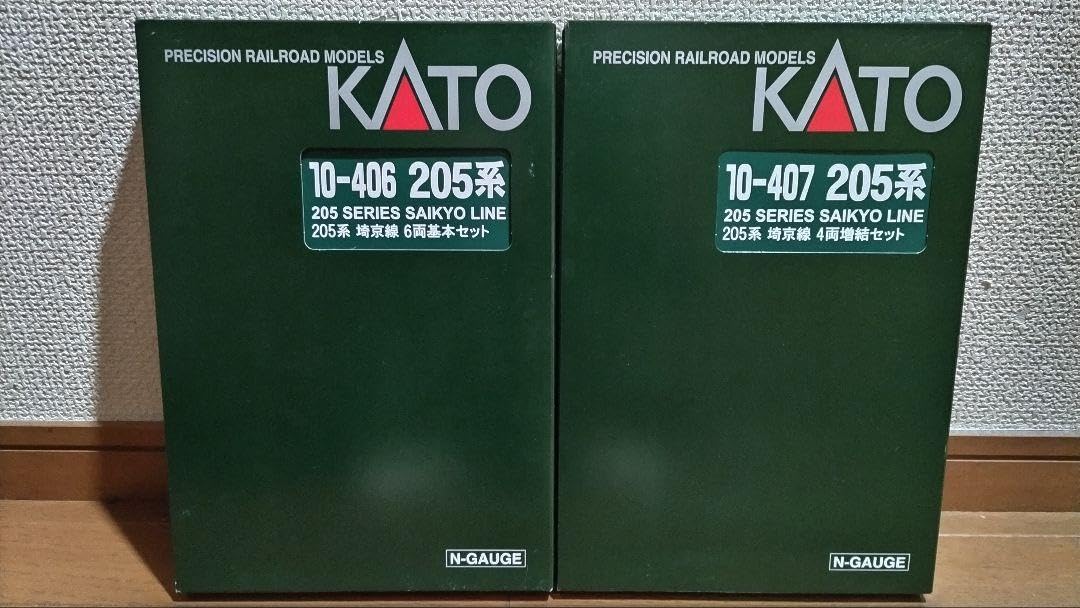 PRECISION RAILROAD MODELS
KATO
10-406 205系
205 SERIES SAIKYO LINE
205系 埼京線 6両基本セット
N-GAUGE
PRECISION RAILROAD MODELS
KATO
10-407 205系
205 SERIES SAIKYO LINE
205系 埼京線 4両増結セット
N-GAUGE